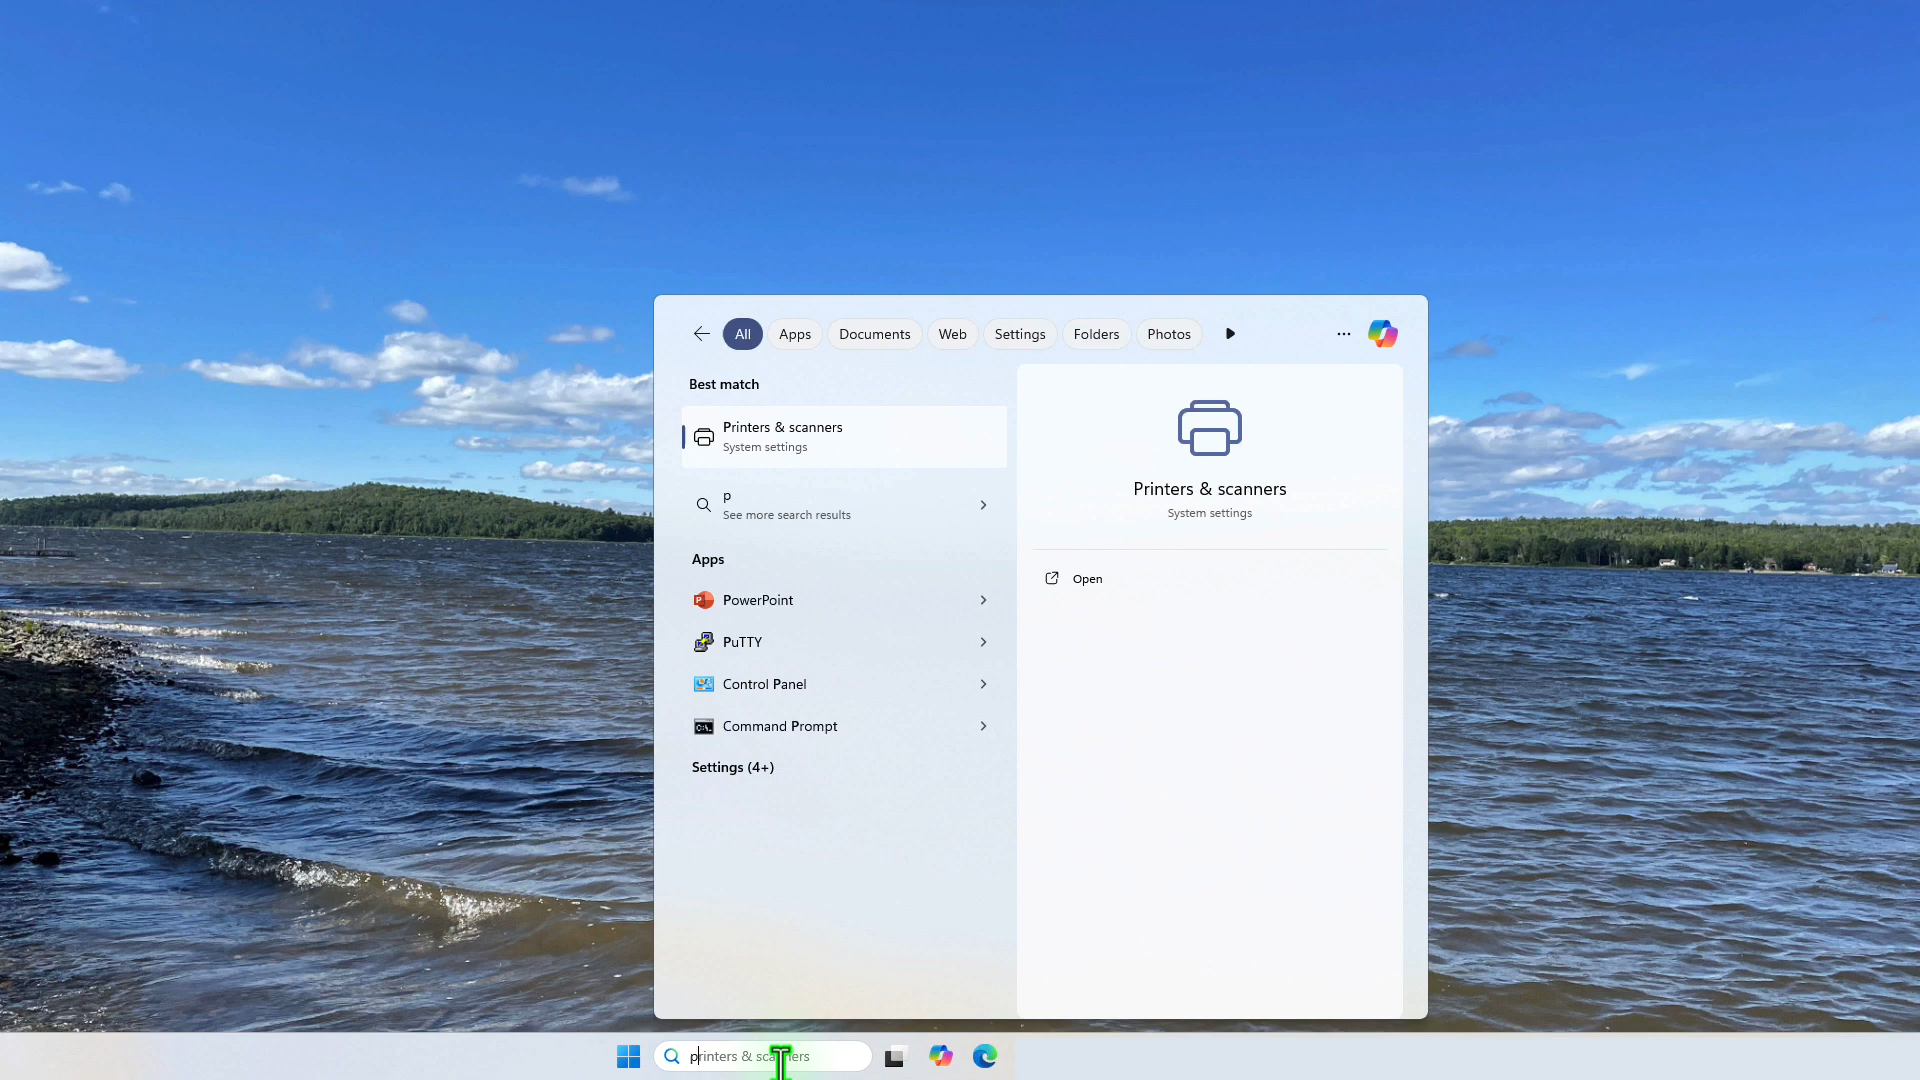 All Apps Documents Web Settings Folders Photos
Best match
Printers & scanners
System settings
p
See more search results
Apps
PowerPoint
PuTTY
Control Panel
Command Prompt
Settings (4+)
Printers & scanners
System settings
Open
printers & scanners